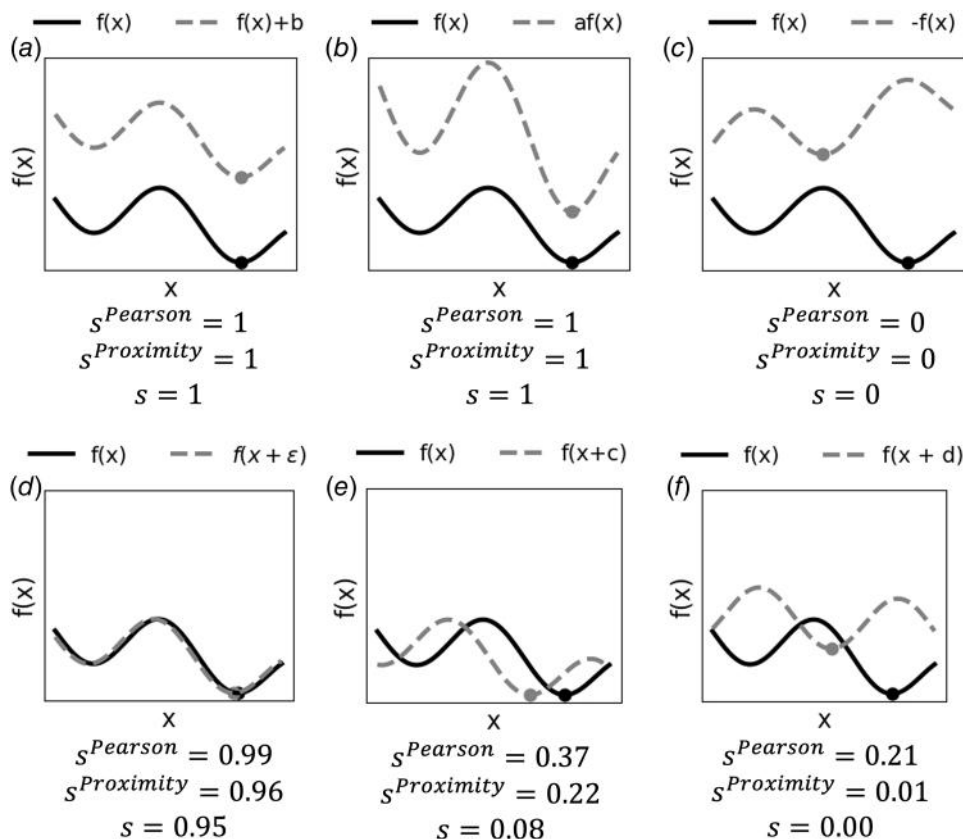 f(x) f(x)+b f(x) af(x) f(x) -f(x)
(a) (b) (c)
f(x) f(x) f(x)
x x x
s^Pearson = 1 s^Pearson = 1 s^Pearson = 0
s^Proximity = 1 s^Proximity = 1 s^Proximity = 0
s = 1 s = 1 s = 0
f(x) f(x + ε) f(x) f(x+c) f(x) f(x + d)
(d) (e) (f)
f(x) f(x) f(x)
x x x
s^Pearson = 0.99 s^Pearson = 0.37 s^Pearson = 0.21
s^Proximity = 0.96 s^Proximity = 0.22 s^Proximity = 0.01
s = 0.95 s = 0.08 s = 0.00